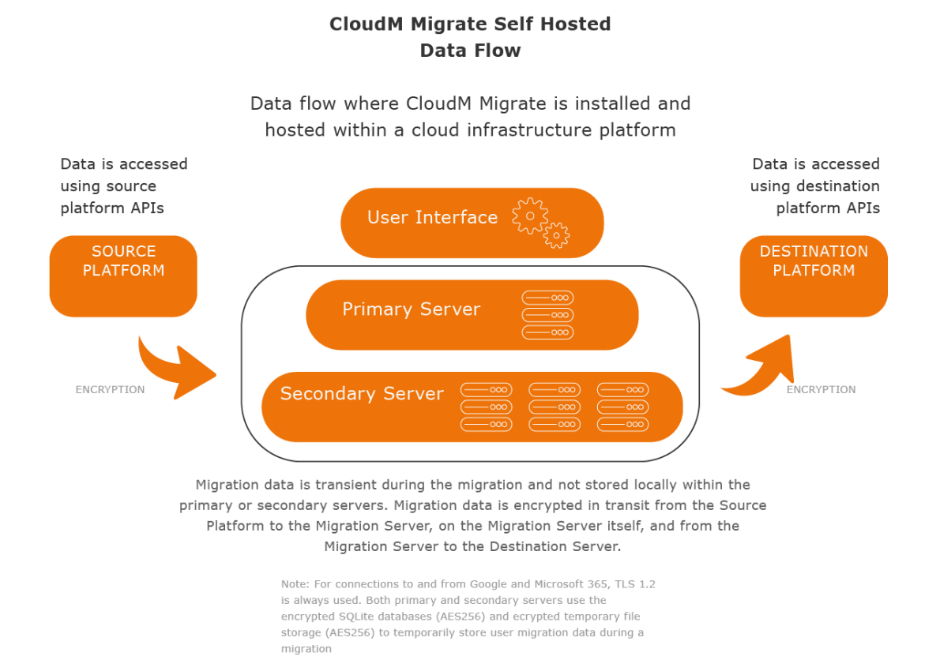 CloudM Migrate Self Hosted
Data Flow
Data flow where CloudM Migrate is installed and
hosted within a cloud infrastructure platform
Data is accessed
using source
platform APIs
Data is accessed
using destination
platform APIs
User Interface
SOURCE
PLATFORM
DESTINATION
PLATFORM
Primary Server
ENCRYPTION
ENCRYPTION
Secondary Server
Migration data is transient during the migration and not stored locally within the
primary or secondary servers. Migration data is encrypted in transit from the Source
Platform to the Migration Server, on the Migration Server itself, and from the
Migration Server to the Destination Server.
Note: For connections to and from Google and Microsoft 365, TLS 1.2
is always used. Both primary and secondary servers use the
encrypted SQLite databases (AES256) and ecrypted temporary file
storage (AES256) to temporarily store user migration data during a
migration